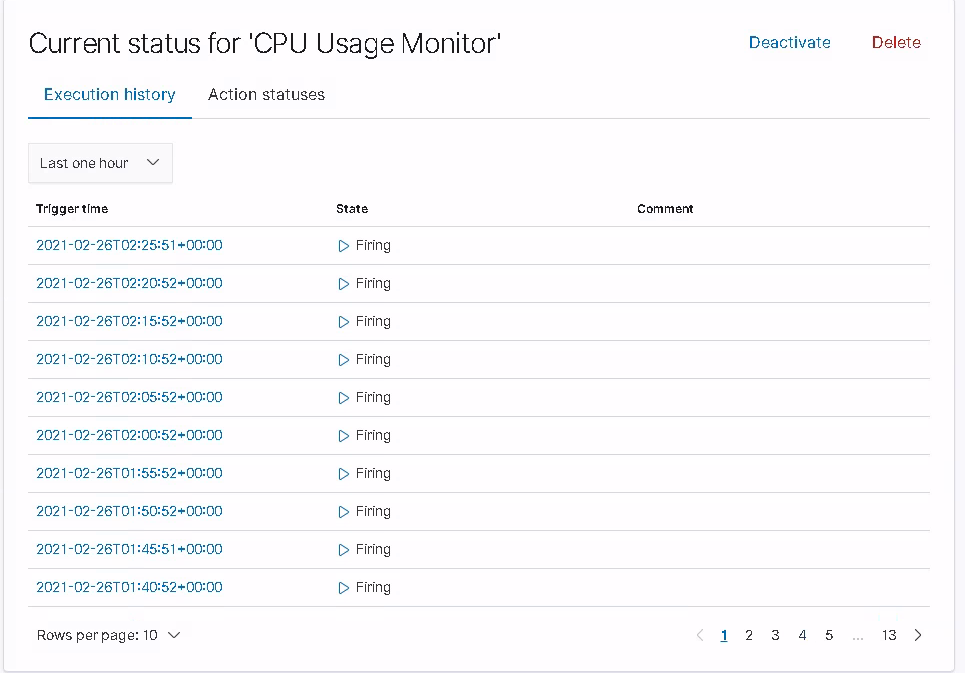 Current status for 'CPU Usage Monitor' Deactivate Delete
Execution history Action statuses
Last one hour
Trigger time State Comment
2021-02-26T02:25:51+00:00 Firing
2021-02-26T02:20:52+00:00 Firing
2021-02-26T02:15:52+00:00 Firing
2021-02-26T02:10:52+00:00 Firing
2021-02-26T02:05:52+00:00 Firing
2021-02-26T02:00:52+00:00 Firing
2021-02-26T01:55:52+00:00 Firing
2021-02-26T01:50:52+00:00 Firing
2021-02-26T01:45:51+00:00 Firing
2021-02-26T01:40:52+00:00 Firing
Rows per page: 10 1 2 3 4 5 ... 13